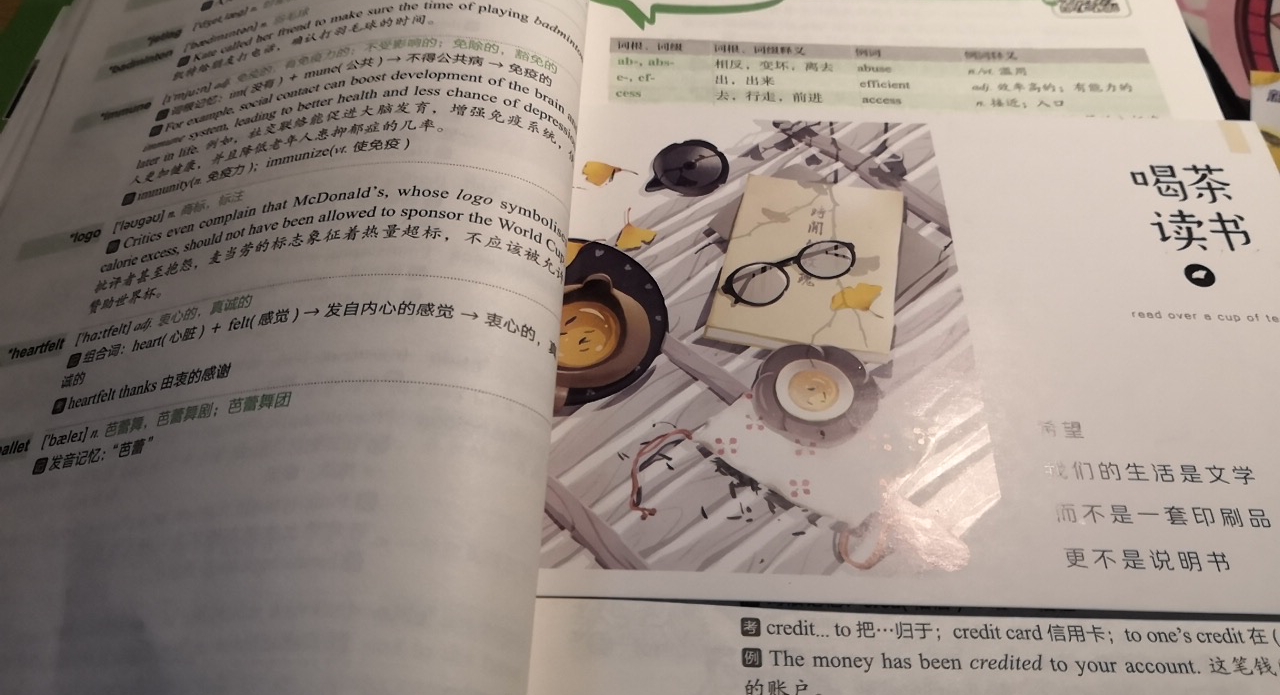 *badminton ['bædmɪntən] n.
Kate called her friend to make sure the time of playing badminton
凯特给朋友打电话，确认打羽毛球的时间。
*immune [ɪ'mjuːn] adj. 免疫的，有免疫力的；不受影响的；免除的，豁免的
词根记忆：im(没有) + mune(公共) → 不得公共病 → 免疫的
For example, social contact can boost development of the brain
immune system, leading to better health and less chance of depression
later in life. 例如，社交联络能促进大脑发育，增强免疫系统，
人更加健康，并且降低老年人患抑郁症的几率。
immunity(n. 免疫力)；immunize(vt. 使免疫)
*logo ['ləʊgəʊ] n. 商标，标注
Critics even complain that McDonald's, whose logo symbolis
calorie excess, should not have been allowed to sponsor the World Cup
批评者甚至抱怨，麦当劳的标志象征着热量超标，不应该被允许
赞助世界杯。
*heartfelt ['hɑːtfelt] adj. 衷心的，真诚的
组合词：heart(心脏) + felt(感觉) → 发自内心的感觉 → 衷心的，真
诚的
heartfelt thanks 由衷的感谢
allet ['bæleɪ] n. 芭蕾舞，芭蕾舞剧；芭蕾舞团
发音记忆："芭蕾"
词根、词组 词根、词组释义 例词 例词释义
ab-, abs- 相反，变坏，离去 abuse n./vt. 滥用
e-, ef- 出，出来 efficient adj. 效率高的；有能力的
cess 去，行走，前进 access n. 接近；入口
時間
喝茶
读书
read over a cup of te
希望
我们的生活是文学
而不是一套印刷品
更不是说明书
考 credit... to 把…归于；credit card 信用卡；to one's credit 在
例 The money has been credited to your account. 这笔钱
的账户。